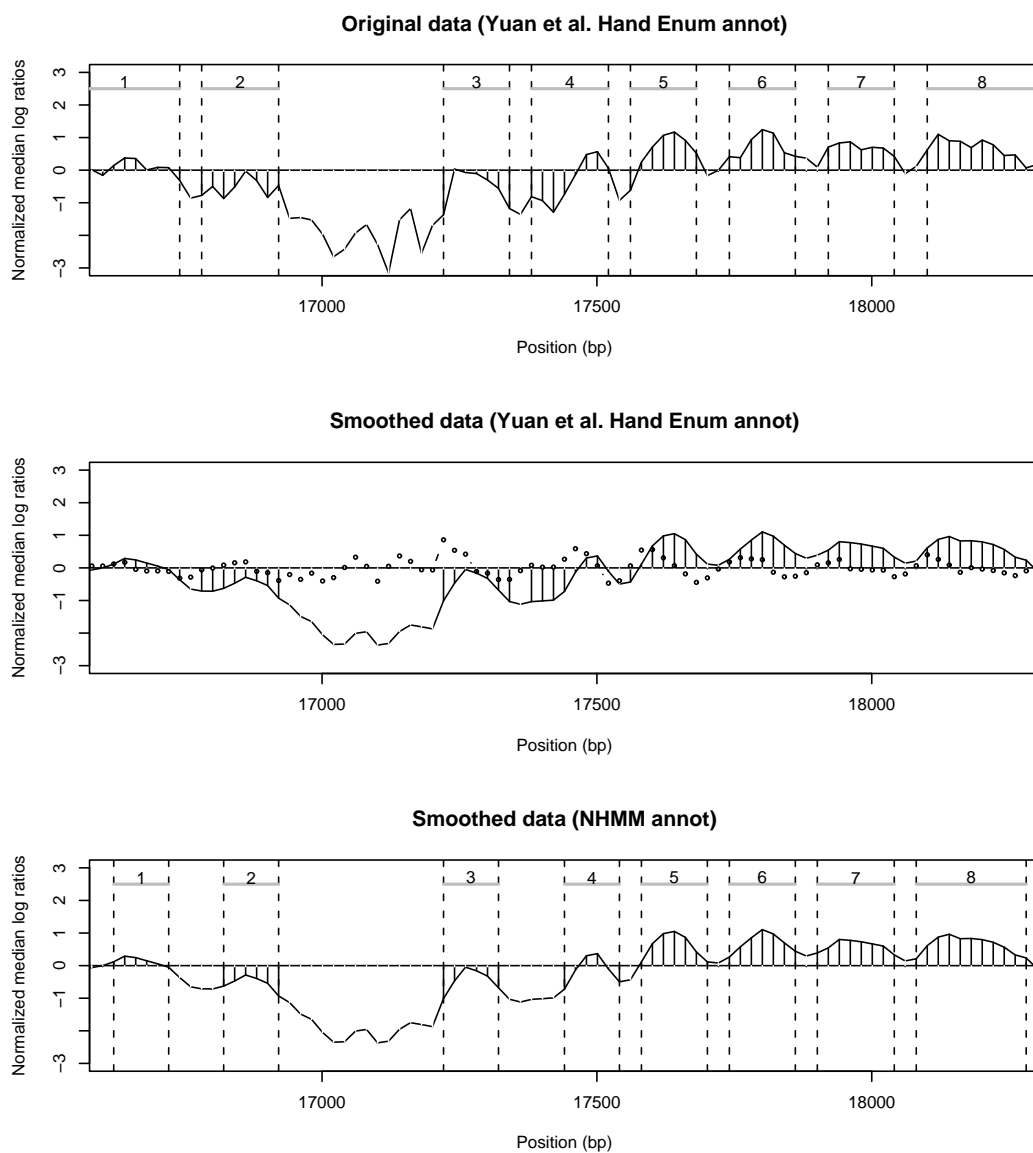 Original data (Yuan et al. Hand Enum annot)
Normalized median log ratios
3
2
1
0
−1
−3
1 2 3 4 5 6 7 8
17000 17500 18000
Position (bp)
Smoothed data (Yuan et al. Hand Enum annot)
Normalized median log ratios
3
2
1
0
−1
−3
17000 17500 18000
Position (bp)
Smoothed data (NHMM annot)
Normalized median log ratios
3
2
1
0
−1
−3
1 2 3 4 5 6 7 8
17000 17500 18000
Position (bp)